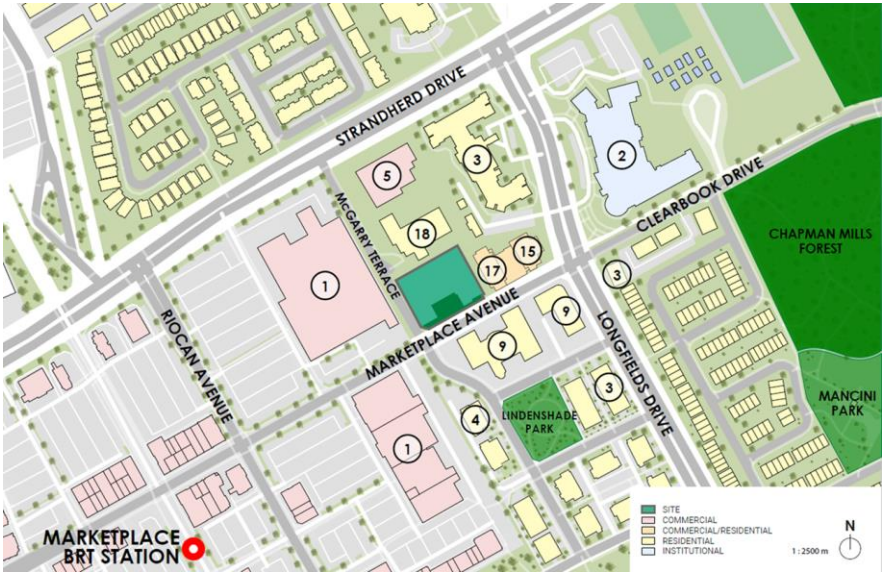 STRANDHERD DRIVE
3
2
5
McGARRY TERRACE
CLEARBOOK DRIVE
CHAPMAN MILLS
FOREST
18
15
17
3
1
RIOCAN AVENUE
MARKETPLACE AVENUE
9
9
LONGFIELDS DRIVE
3
MANCINI
PARK
LINDENSHADE
PARK
4
1
MARKETPLACE
BRT STATION
SITE
COMMERCIAL
COMMERCIAL/RESIDENTIAL
RESIDENTIAL
INSTITUTIONAL
1 : 2500 m
N